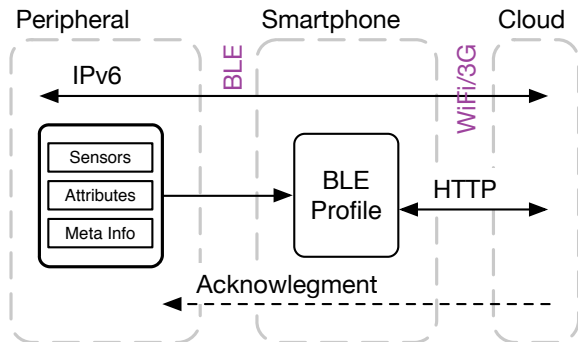 Peripheral
Smartphone
Cloud
IPv6
BLE
WiFi/3G
Sensors
Attributes
Meta Info
BLE
Profile
HTTP
Acknowlegment